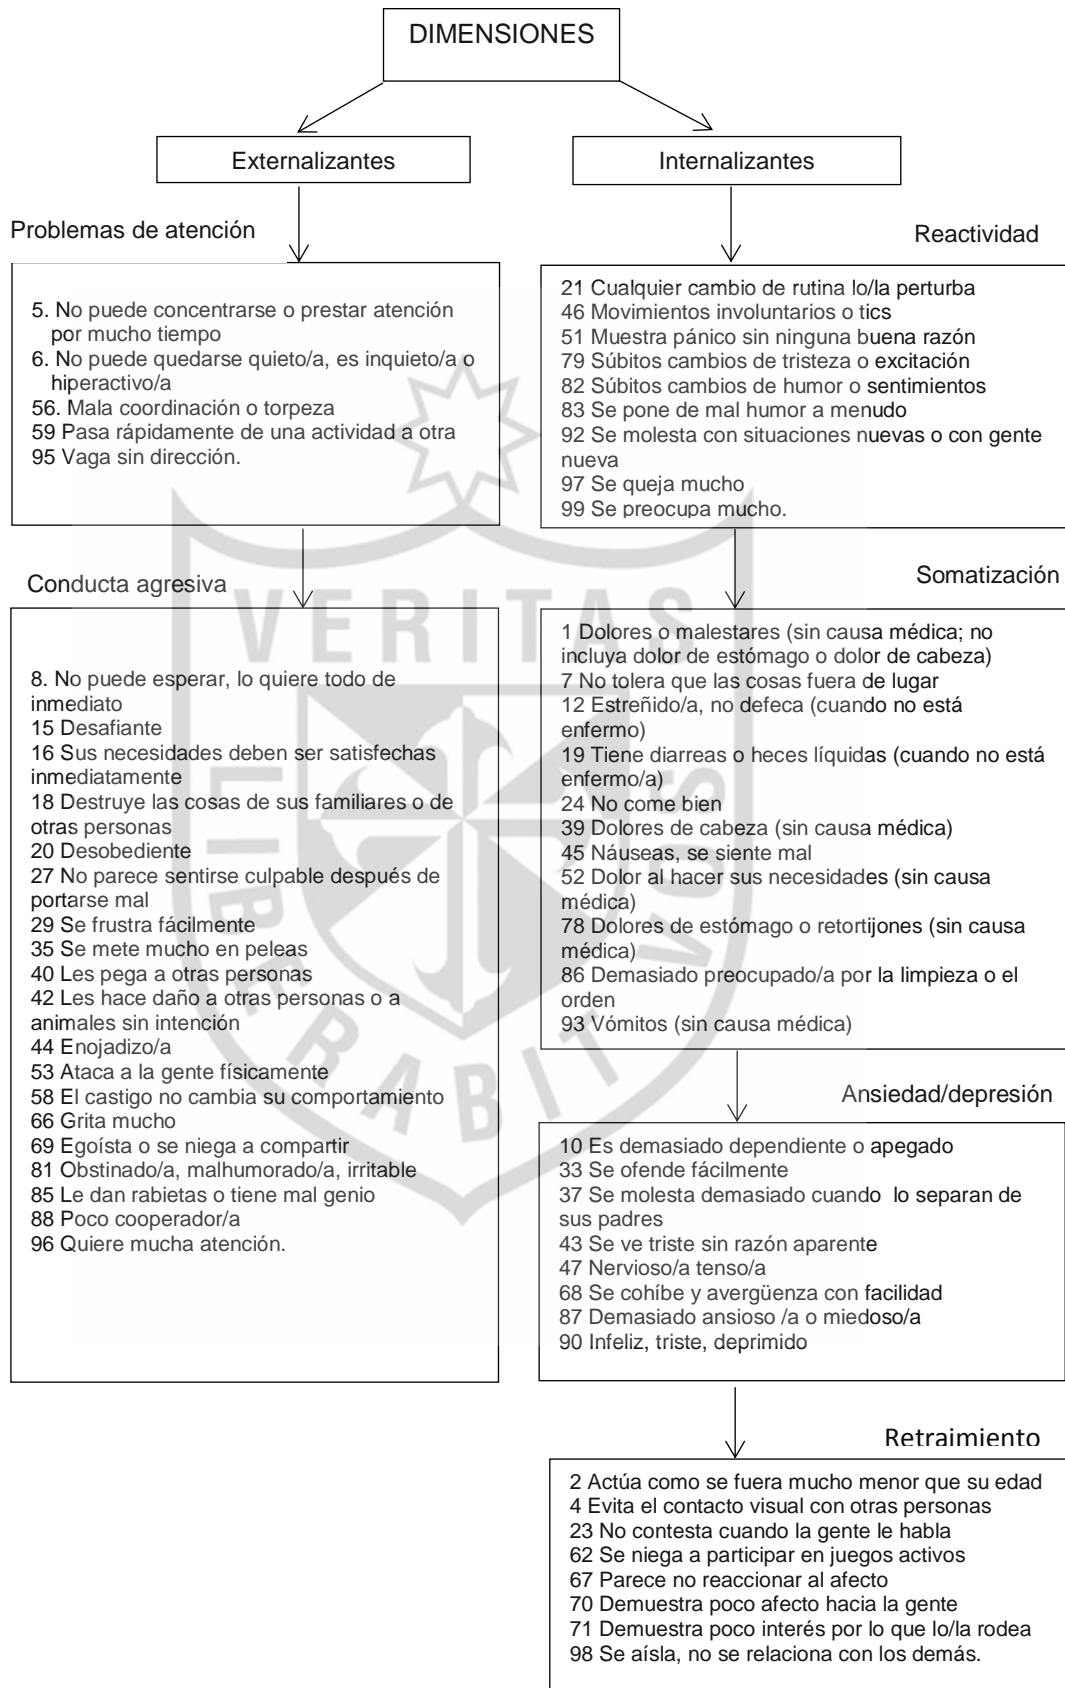 DIMENSIONES
Externalizantes
Internalizantes
Problemas de atención
5. No puede concentrarse o prestar atención
por mucho tiempo
6. No puede quedarse quieto/a, es inquieto/a o
hiperactivo/a
56. Mala coordinación o torpeza
59 Pasa rápidamente de una actividad a otra
95 Vaga sin dirección.
Conducta agresiva
8. No puede esperar, lo quiere todo de
inmediato
15 Desafiante
16 Sus necesidades deben ser satisfechas
inmediatamente
18 Destruye las cosas de sus familiares o de
otras personas
20 Desobediente
27 No parece sentirse culpable después de
portarse mal
29 Se frustra fácilmente
35 Se mete mucho en peleas
40 Les pega a otras personas
42 Les hace daño a otras personas o a
animales sin intención
44 Enojadizo/a
53 Ataca a la gente físicamente
58 El castigo no cambia su comportamiento
66 Grita mucho
69 Egoísta o se niega a compartir
81 Obstinado/a, malhumorado/a, irritable
85 Le dan rabietas o tiene mal genio
88 Poco cooperador/a
96 Quiere mucha atención.
Reactividad
21 Cualquier cambio de rutina lo/la perturba
46 Movimientos involuntarios o tics
51 Muestra pánico sin ninguna buena razón
79 Súbitos cambios de tristeza o excitación
82 Súbitos cambios de humor o sentimientos
83 Se pone de mal humor a menudo
92 Se molesta con situaciones nuevas o con gente
nueva
97 Se queja mucho
99 Se preocupa mucho.
Somatización
1 Dolores o malestares (sin causa médica; no
incluya dolor de estómago o dolor de cabeza)
7 No tolera que las cosas fuera de lugar
12 Estreñido/a, no defeca (cuando no está
enfermo)
19 Tiene diarreas o heces líquidas (cuando no está
enfermo/a)
24 No come bien
39 Dolores de cabeza (sin causa médica)
45 Náuseas, se siente mal
52 Dolor al hacer sus necesidades (sin causa
médica)
78 Dolores de estómago o retortijones (sin causa
médica)
86 Demasiado preocupado/a por la limpieza o el
orden
93 Vómitos (sin causa médica)
Ansiedad/depresión
10 Es demasiado dependiente o apegado
33 Se ofende fácilmente
37 Se molesta demasiado cuando lo separan de
sus padres
43 Se ve triste sin razón aparente
47 Nervioso/a tenso/a
68 Se cohíbe y avergüenza con facilidad
87 Demasiado ansioso /a o miedoso/a
90 Infeliz, triste, deprimido
Retraimiento
2 Actúa como se fuera mucho menor que su edad
4 Evita el contacto visual con otras personas
23 No contesta cuando la gente le habla
62 Se niega a participar en juegos activos
67 Parece no reaccionar al afecto
70 Demuestra poco afecto hacia la gente
71 Demuestra poco interés por lo que lo/la rodea
98 Se aísla, no se relaciona con los demás.
VERITAS
LIBERABIT VOS